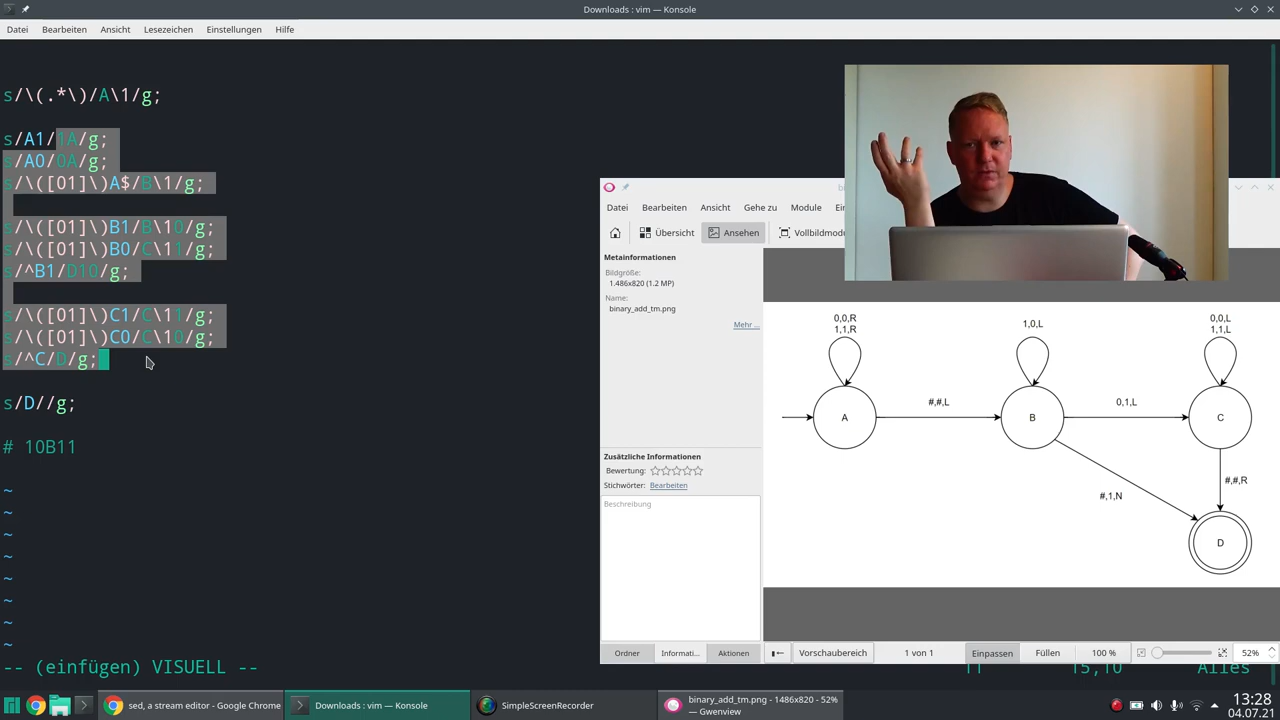 Downloads : vim — Konsole
Datei Bearbeiten Ansicht Lesezeichen Einstellungen Hilfe
s/\(.*\)/A\1/g;
s/A1/1A/g;
s/A0/0A/g;
s/\([01]\)A$/B\1/g;
s/\([01]\)B1/B\10/g;
s/\([01]\)B0/C\11/g;
s/^B1/D10/g;
s/\([01]\)C1/C\11/g;
s/\([01]\)C0/C\10/g;
s/^C/D/g;
s/D//g;
# 10B11
~
~
~
~
~
~
~
~
-- (einfügen) VISUELL --
11 15,10 Alles
Datei Bearbeiten Ansicht Gehe zu Module
Übersicht Ansehen
Metainformationen
Bildgröße:
1.486x820 (1.2 MP)
Name:
binary_add_tm.png
Mehr ...
Zusätzliche Informationen
Bewertung:
Stichwörter: Bearbeiten
Beschreibung
Ordner Informati... Aktionen
Vorschaubereich 1 von 1 Einpassen Füllen 100 % 52%
0,0,R
1,1,R
1,0,L
0,0,L
1,1,L
A #,#,L B 0,1,L C
#,#,R
#,1,N
D
sed, a stream editor - Google Chrome
Downloads : vim — Konsole
SimpleScreenRecorder
binary_add_tm.png - 1486x820 - 52%
— Gwenview
13:28
04.07.21